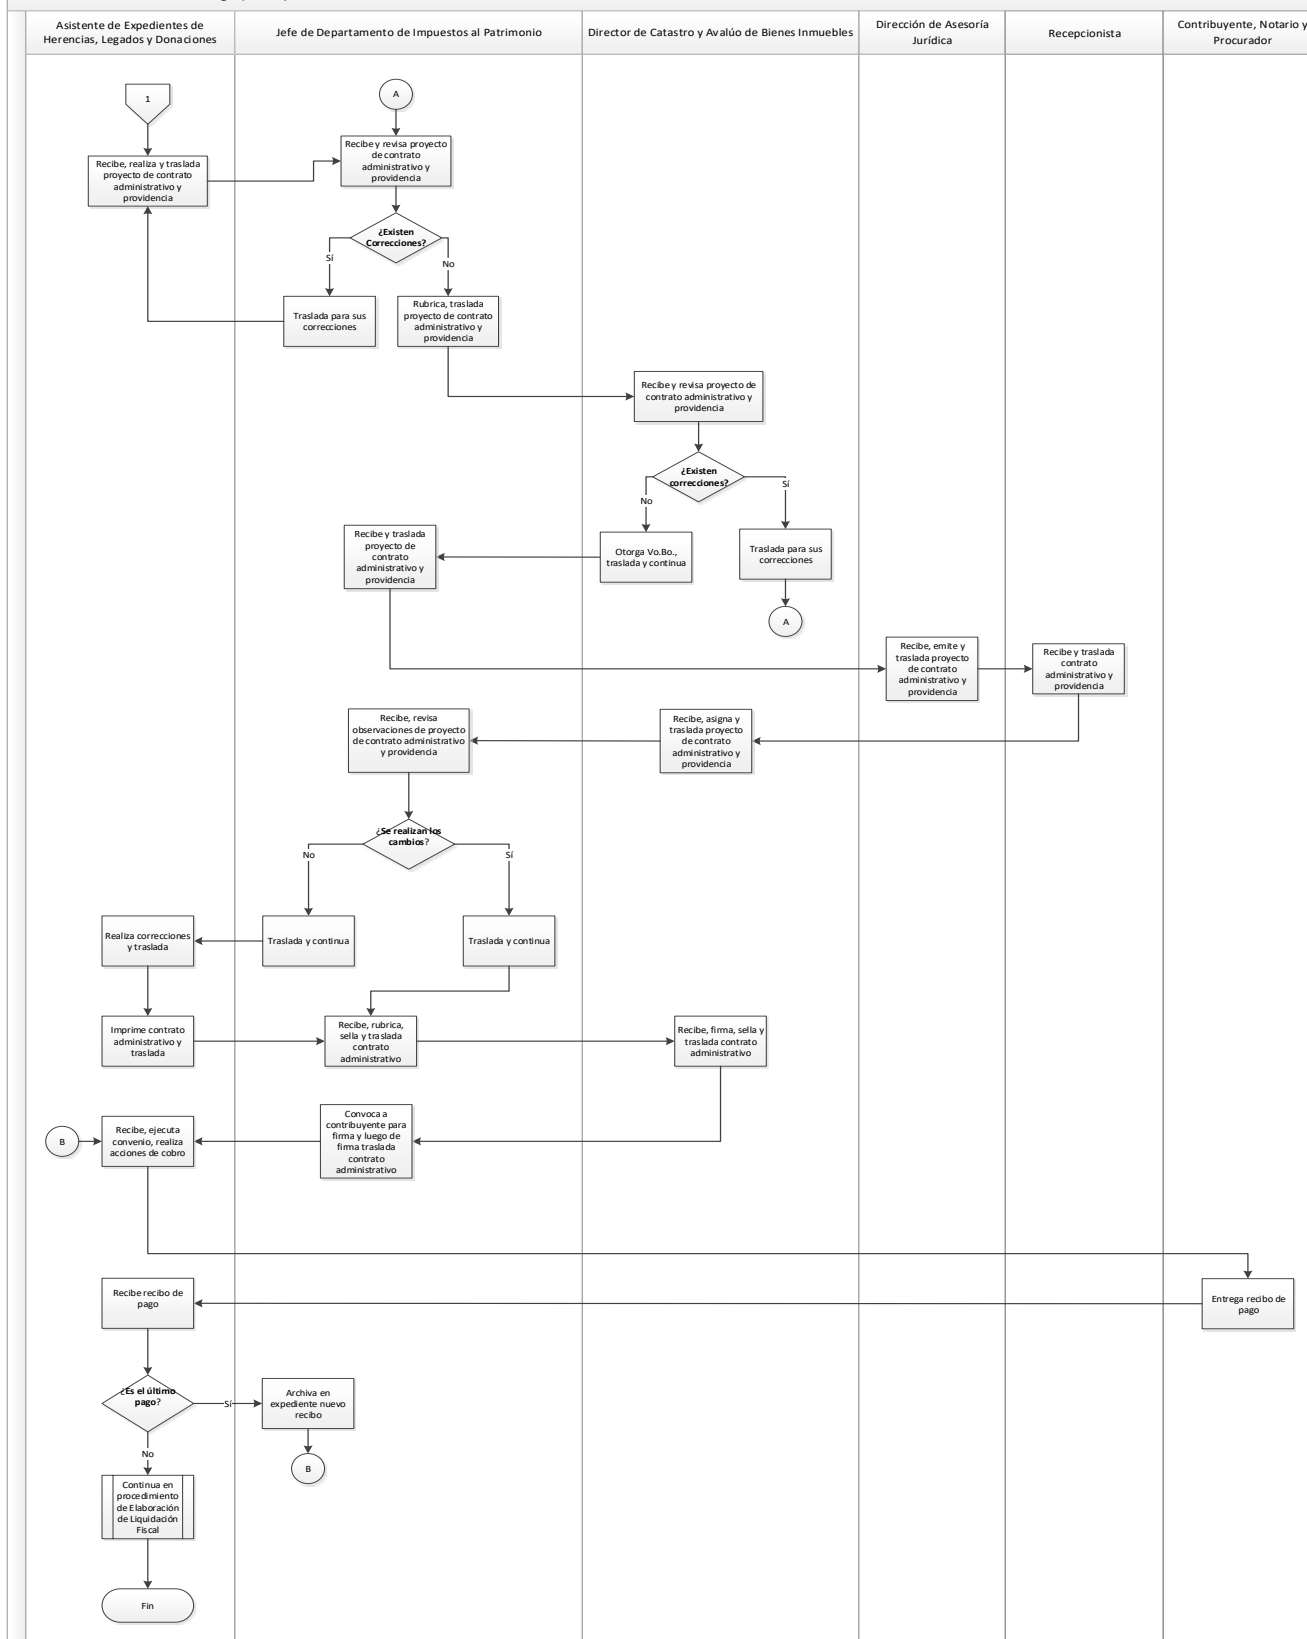 Asistente de Expedientes de
Herencias, Legados y Donaciones
Jefe de Departamento de Impuestos al Patrimonio
Director de Catastro y Avalúo de Bienes Inmuebles
Dirección de Asesoría
Jurídica
Recepcionista
Contribuyente, Notario y
Procurador
1
A
Recibe, realiza y traslada
proyecto de contrato
administrativo y
providencia
Recibe y revisa proyecto
de contrato
administrativo y
providencia
¿Existen
Correcciones?
Sí
No
Traslada para sus
correcciones
Rubrica, traslada
proyecto de contrato
administrativo y
providencia
Recibe y revisa proyecto de
contrato administrativo y
providencia
¿Existen
correcciones?
No
Sí
Recibe y traslada
proyecto de
contrato
administrativo y
providencia
Otorga Vo.Bo.,
traslada y continua
Traslada para sus
correcciones
A
Recibe, emite y
traslada proyecto
de contrato
administrativo y
providencia
Recibe y traslada
contrato
administrativo y
providencia
Recibe, revisa
observaciones de proyecto
de contrato administrativo
y providencia
Recibe, asigna y
traslada proyecto
de contrato
administrativo y
providencia
¿Se realizan los
cambios?
No
Sí
Realiza correcciones
y traslada
Traslada y continua
Traslada y continua
Imprime contrato
administrativo y
traslada
Recibe, rubrica,
sella y traslada
contrato
administrativo
Recibe, firma, sella y
traslada contrato
administrativo
B
Recibe, ejecuta
convenio, realiza
acciones de cobro
Convoca a
contribuyente para
firma y luego de
firma traslada
contrato
administrativo
Recibe recibo de
pago
Entrega recibo de
pago
¿Es el último
pago?
Sí
Archiva en
expediente nuevo
recibo
No
B
Continua en
procedimiento
de Elaboración
de Liquidación
Fiscal
Fin